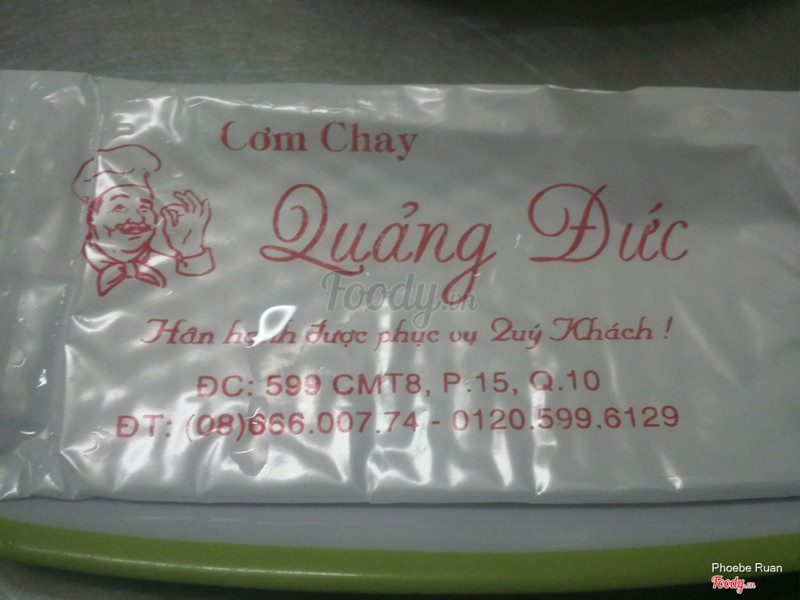 Cơm Chay
Quảng Đức
Foody.vn
Hân hạnh được phục vụ Quý Khách !
ĐC: 599 CMT8, P.15, Q.10
ĐT: (08)666.007.74 - 0120.599.6129
Phoebe Ruan
Foody.vn